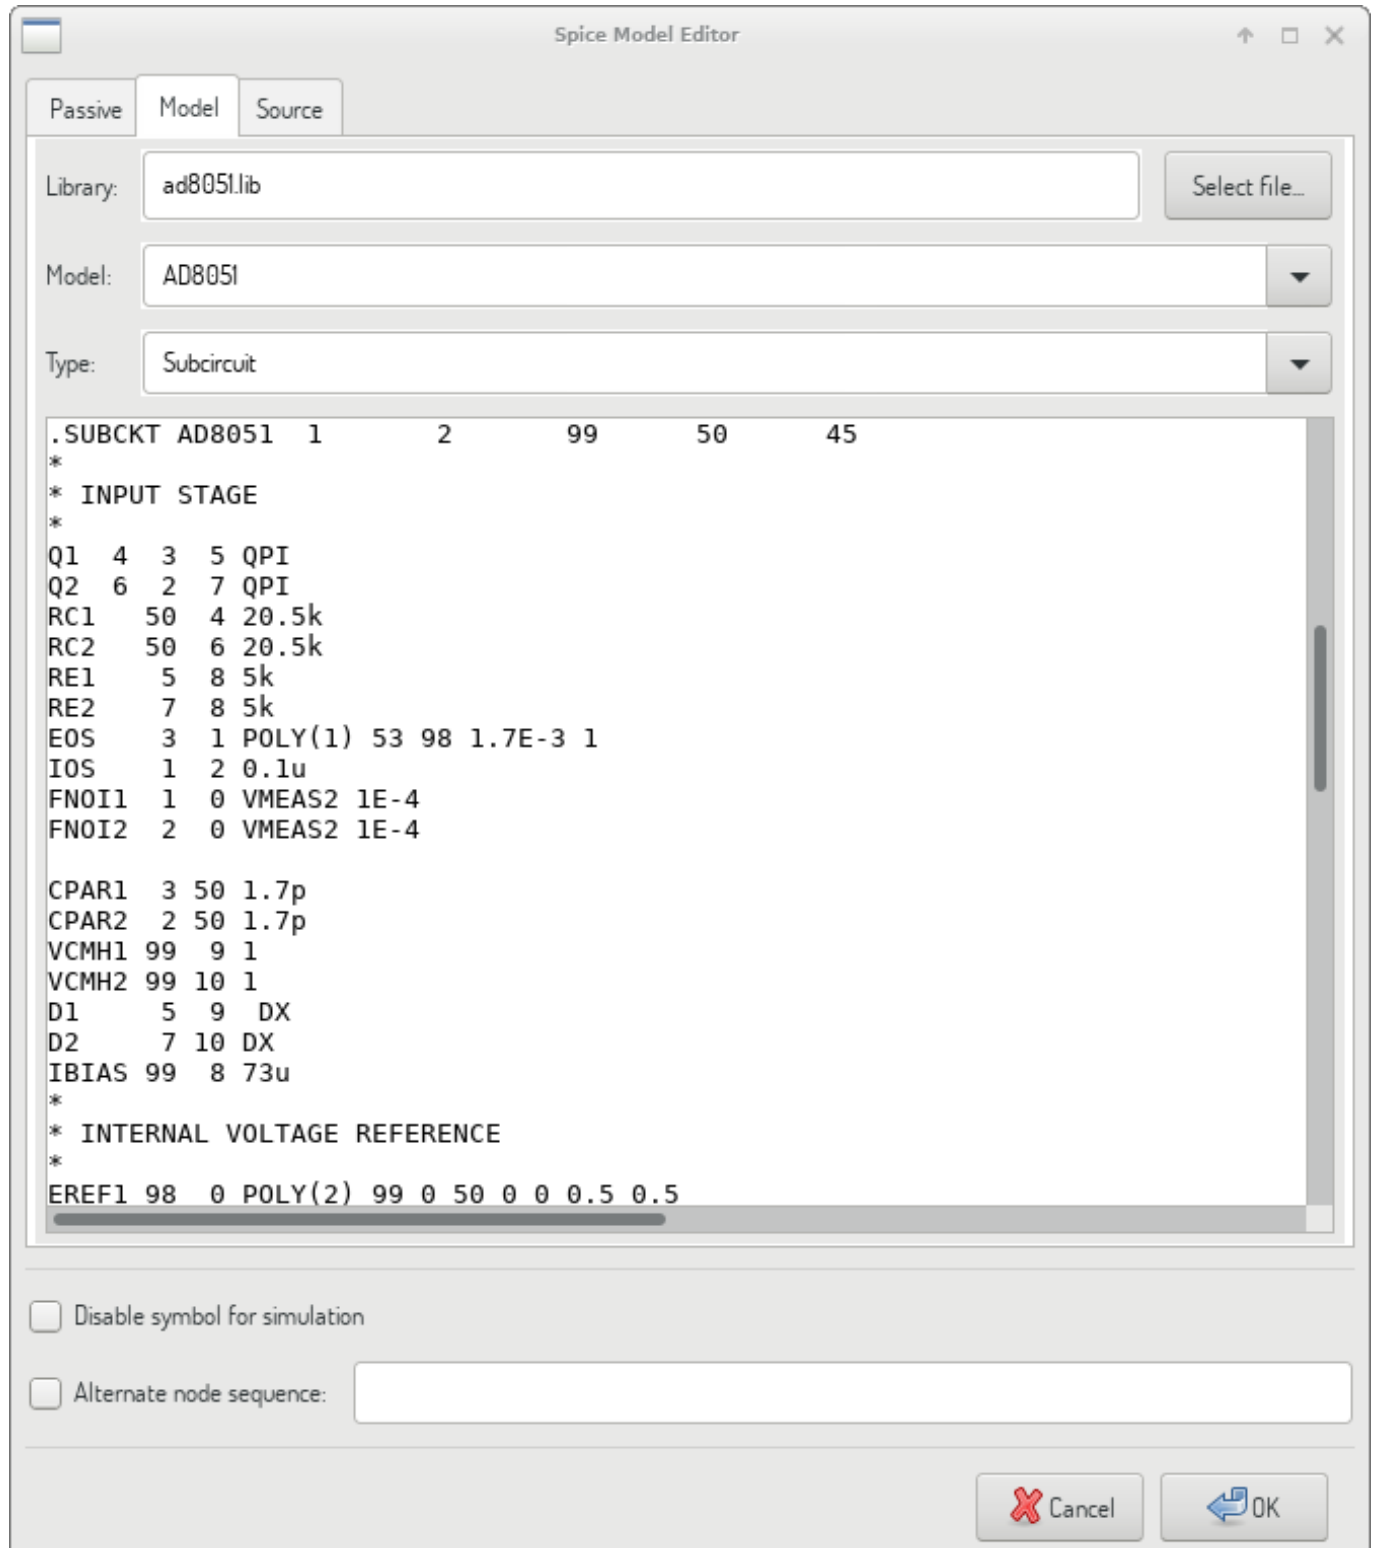 Spice Model Editor
Passive Model Source
Library: ad8051.lib Select file...
Model: AD8051
Type: Subcircuit
.SUBCKT AD8051  1       2       99      50      45
*
* INPUT STAGE
*
Q1  4  3  5 QPI
Q2  6  2  7 QPI
RC1   50  4 20.5k
RC2   50  6 20.5k
RE1    5  8 5k
RE2    7  8 5k
EOS    3  1 POLY(1) 53 98 1.7E-3 1
IOS    1  2 0.1u
FNOI1  1  0 VMEAS2 1E-4
FNOI2  2  0 VMEAS2 1E-4
CPAR1  3 50 1.7p
CPAR2  2 50 1.7p
VCMH1 99  9 1
VCMH2 99 10 1
D1     5  9  DX
D2     7 10 DX
IBIAS 99  8 73u
*
* INTERNAL VOLTAGE REFERENCE
*
EREF1 98  0 POLY(2) 99 0 50 0 0 0.5 0.5
Disable symbol for simulation
Alternate node sequence:
Cancel OK